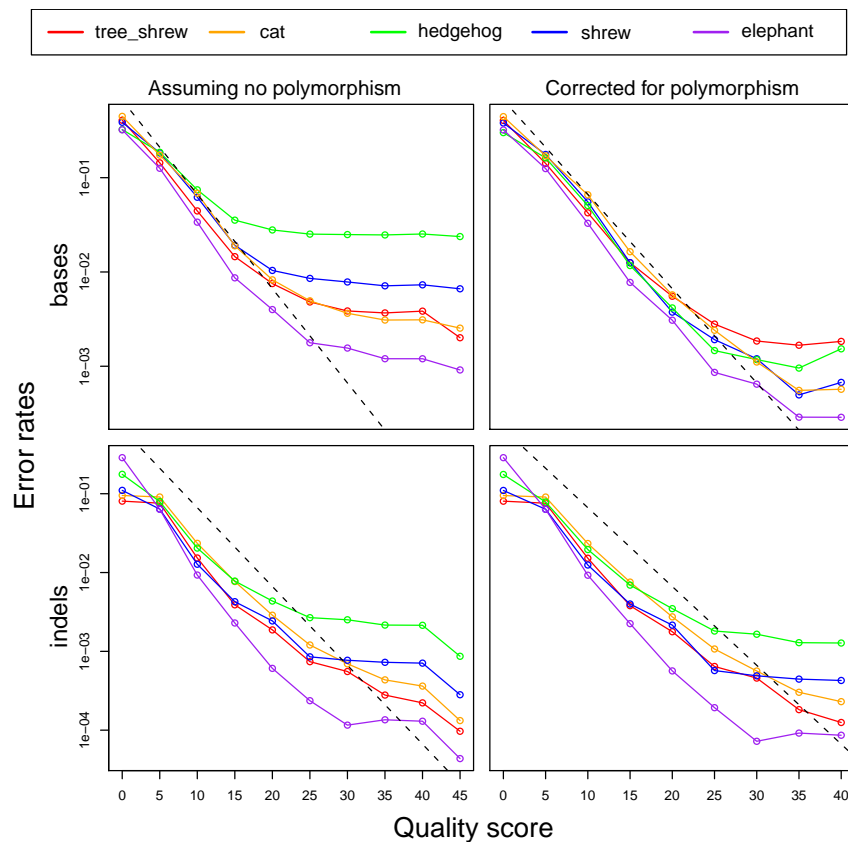 tree_shrew cat hedgehog shrew elephant
Assuming no polymorphism Corrected for polymorphism
Error rates
bases
1e-01
1e-02
1e-03
indels
1e-01
1e-02
1e-03
1e-04
0 5 10 15 20 25 30 35 40 45 0 5 10 15 20 25 30 35 40
Quality score